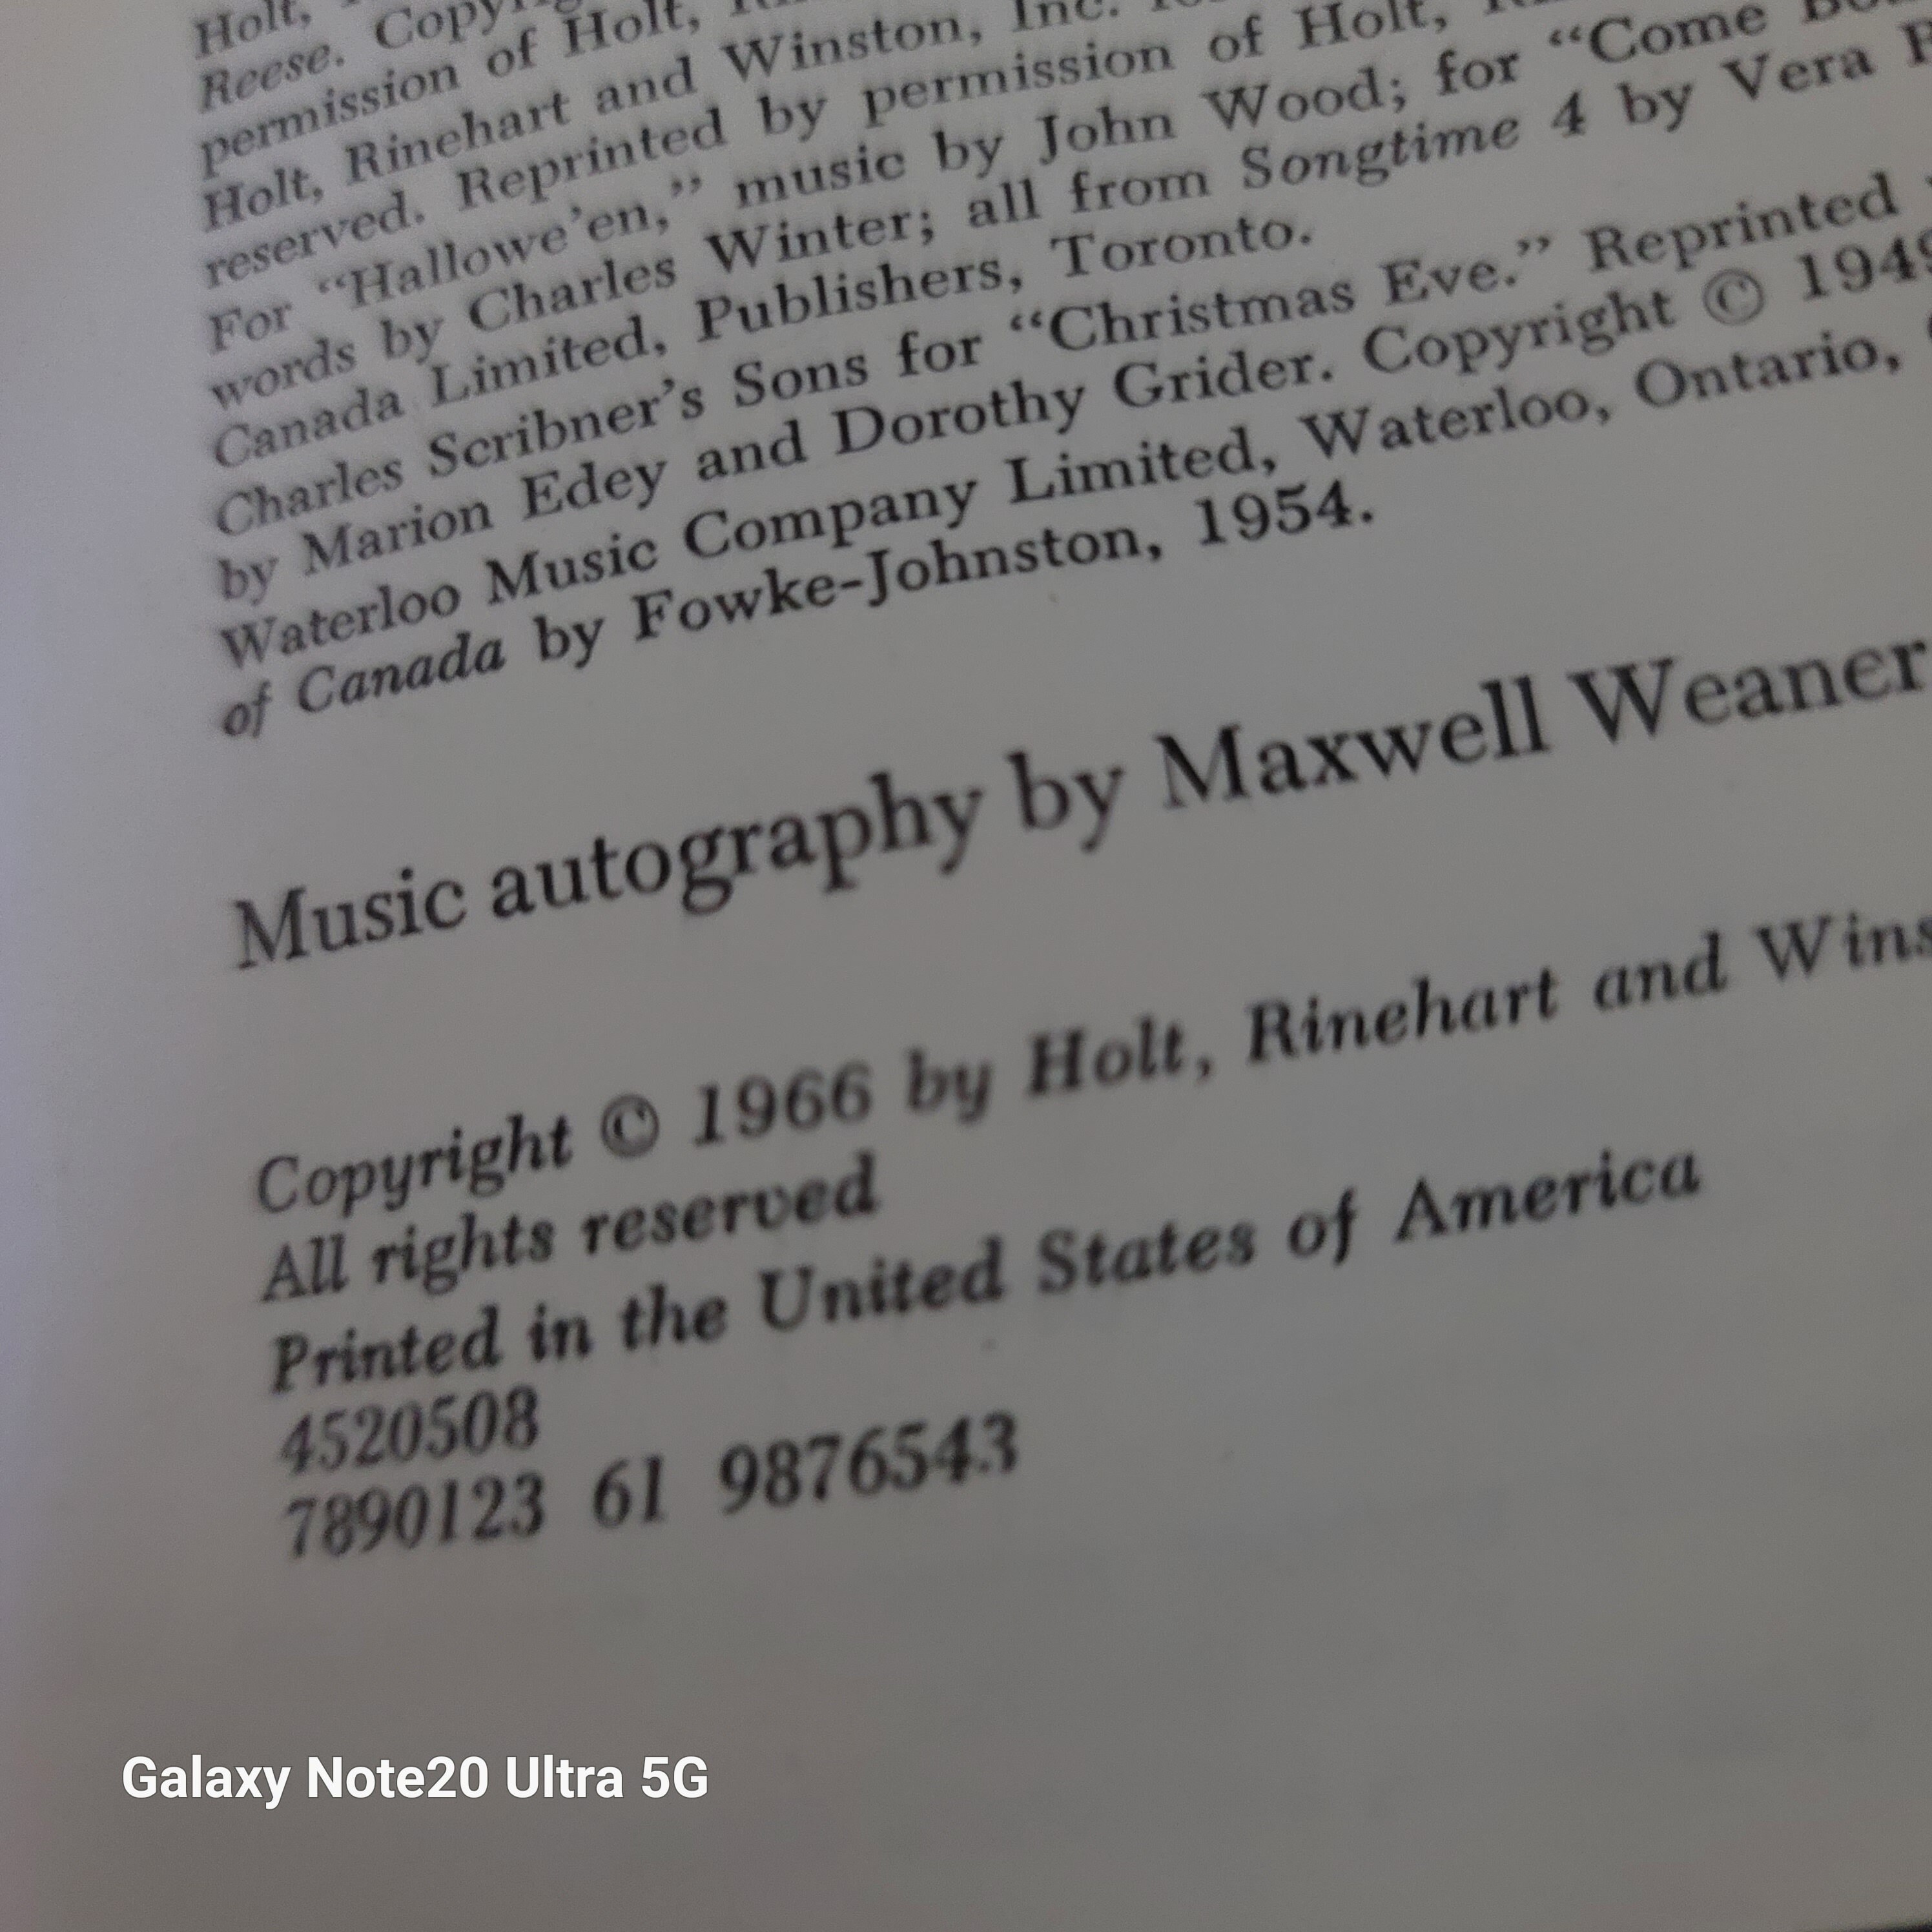 Holt,
Reese. Copyrig
permission of Holt,
Holt, Rinehart and Winston, Inc.
reserved. Reprinted by permission of Holt,
For “Hallowe’en,” music by John Wood; for “Come
words by Charles Winter; all from Songtime 4 by Vera
Canada Limited, Publishers, Toronto.
Charles Scribner’s Sons for “Christmas Eve.” Reprinted
by Marion Edey and Dorothy Grider. Copyright © 1949
Waterloo Music Company Limited, Waterloo, Ontario,
of Canada by Fowke-Johnston, 1954.
Music autography by Maxwell Weaner
Copyright © 1966 by Holt, Rinehart and Wins
All rights reserved
Printed in the United States of America
4520508
7890123 61 9876543
Galaxy Note20 Ultra 5G